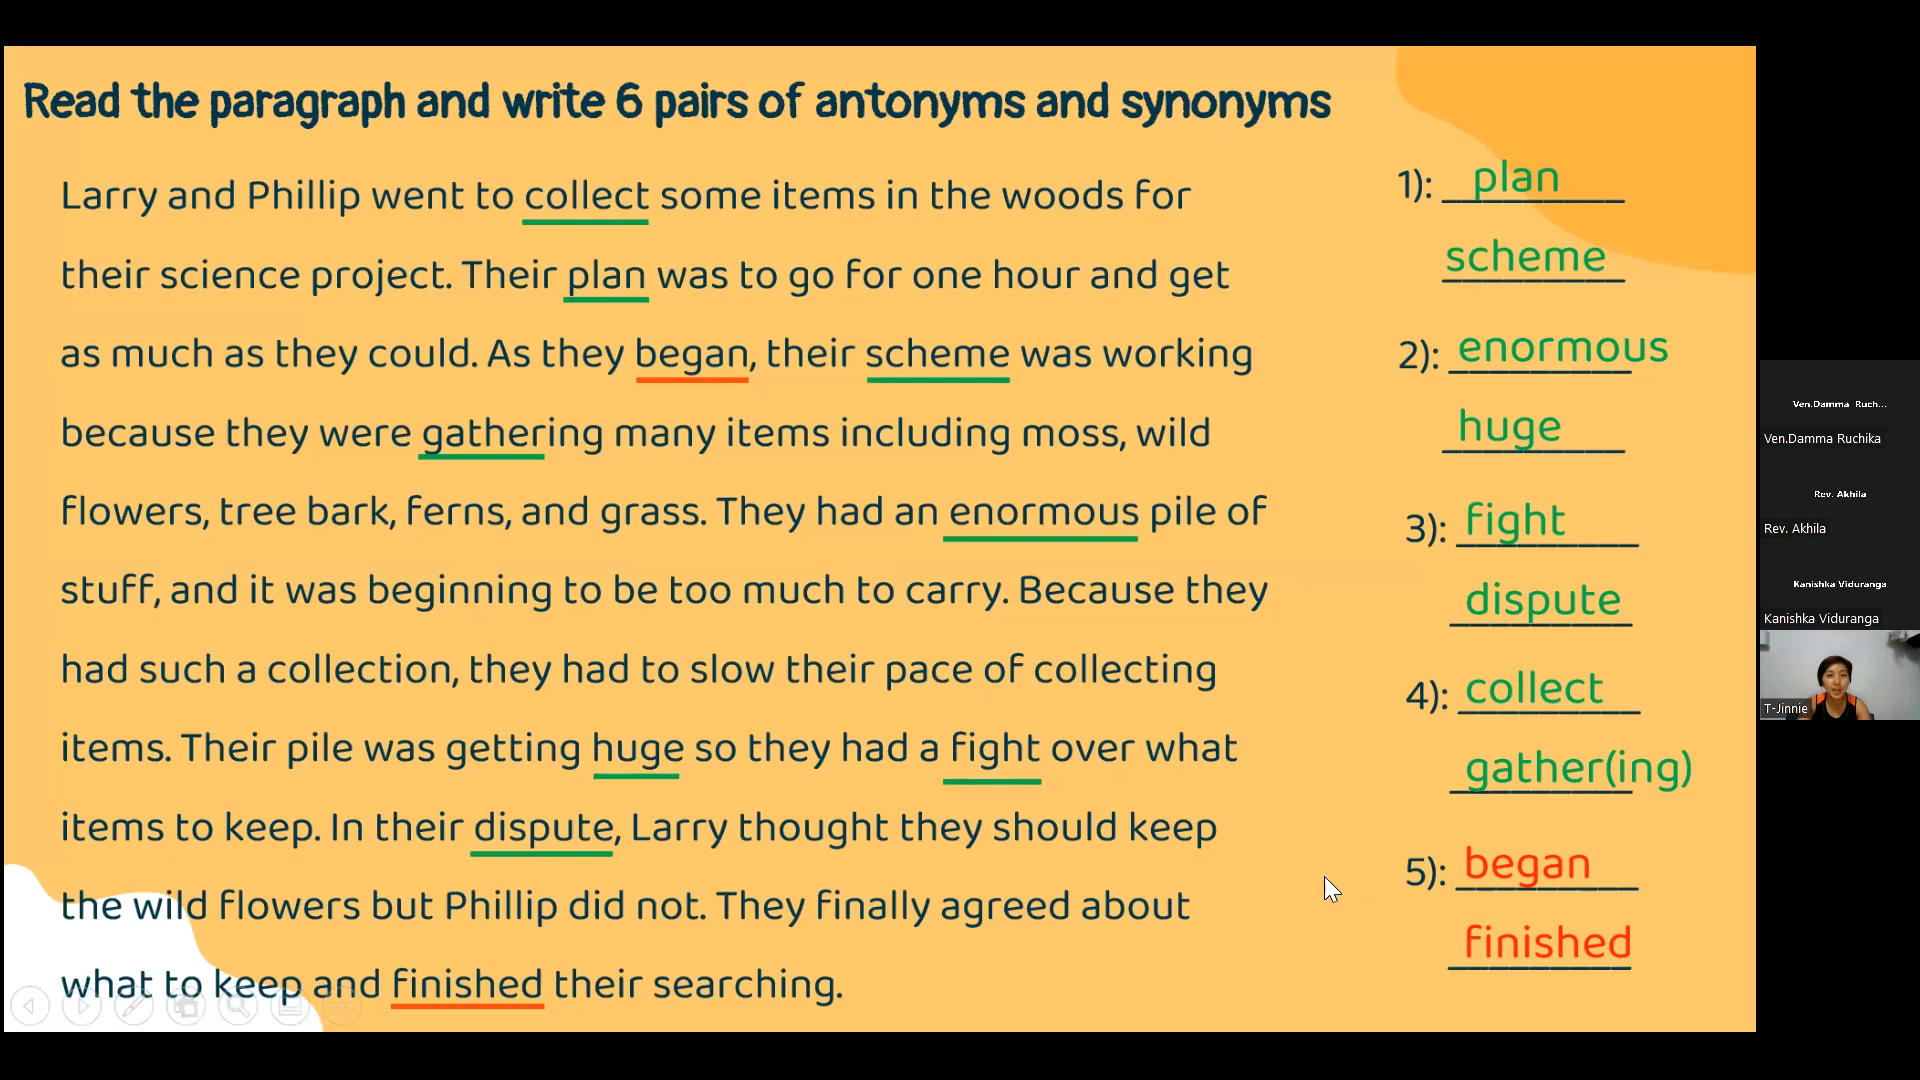 Read the paragraph and write 6 pairs of antonyms and synonyms
Larry and Phillip went to collect some items in the woods for
their science project. Their plan was to go for one hour and get
as much as they could. As they began, their scheme was working
because they were gathering many items including moss, wild
flowers, tree bark, ferns, and grass. They had an enormous pile of
stuff, and it was beginning to be too much to carry. Because they
had such a collection, they had to slow their pace of collecting
items. Their pile was getting huge so they had a fight over what
items to keep. In their dispute, Larry thought they should keep
the wild flowers but Phillip did not. They finally agreed about
what to keep and finished their searching.
1): plan
scheme
2): enormous
huge
3): fight
dispute
4): collect
gather(ing)
5): began
finished
Ven.Damma Ruch...
Ven.Damma Ruchika
Rev. Akhila
Rev. Akhila
Kanishka Viduranga
Kanishka Viduranga
T-Jinnie